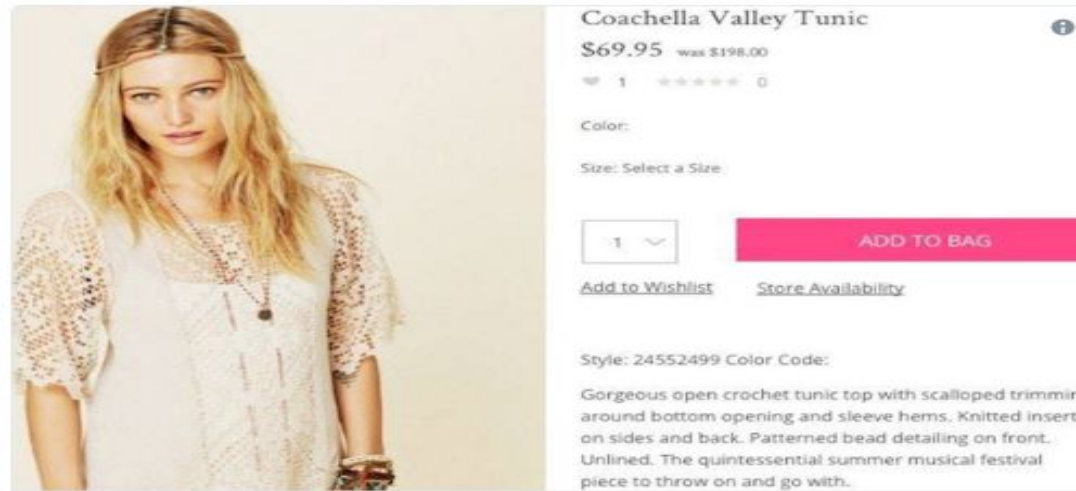 Coachella Valley Tunic
$69.95 was $198.00
1 0
Color:
Size: Select a Size
1 ADD TO BAG
Add to Wishlist Store Availability
Style: 24552499 Color Code:
Gorgeous open crochet tunic top with scalloped trimmin
around bottom opening and sleeve hems. Knitted insert
on sides and back. Patterned bead detailing on front.
Unlined. The quintessential summer musical festival
piece to throw on and go with.